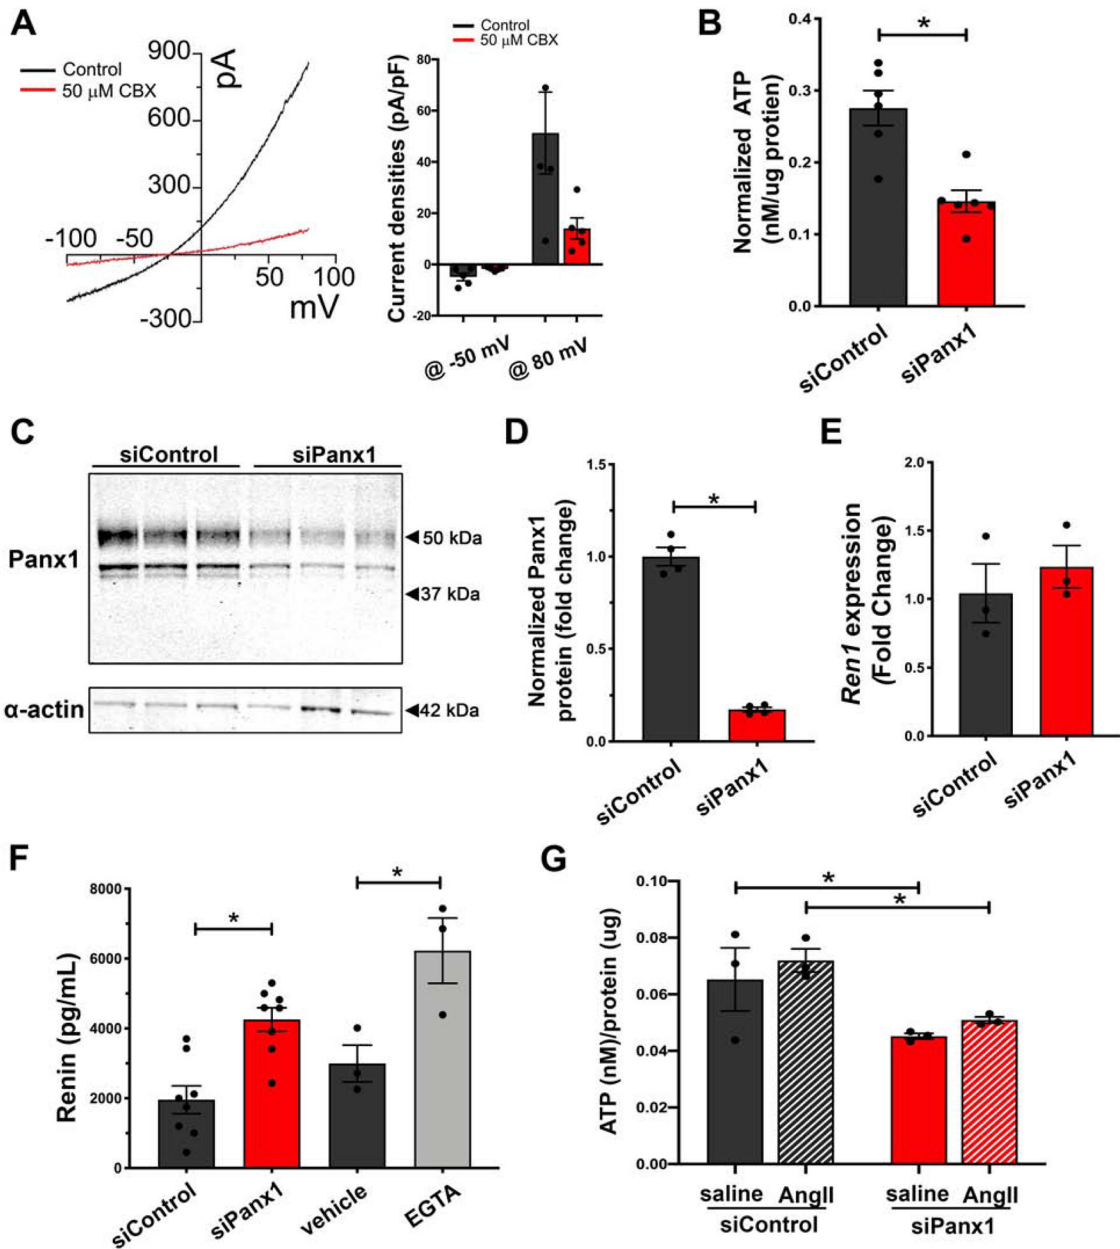 A
Control
50 μM CBX
900
600
300
-300
pA
-100
-50
50
100
mV
Control
50 μM CBX
Current densities (pA/pF)
80
60
40
20
0
-20
@ -50 mV
@ 80 mV
B
Normalized ATP
(nM/ug protien)
0.4
0.3
0.2
0.1
0.0
*
siControl
siPanx1
C
siControl
siPanx1
Panx1
50 kDa
37 kDa
α-actin
42 kDa
D
Normalized Panx1
protein (fold change)
1.5
1.0
0.5
0.0
*
siControl
siPanx1
E
Ren1 expression
(Fold Change)
2.0
1.5
1.0
0.5
0.0
siControl
siPanx1
F
Renin (pg/mL)
8000
6000
4000
2000
0
*
*
siControl
siPanx1
vehicle
EGTA
G
ATP (nM)/protein (ug)
0.10
0.08
0.06
0.04
0.02
0.00
*
*
saline
AngII
saline
AngII
siControl
siPanx1